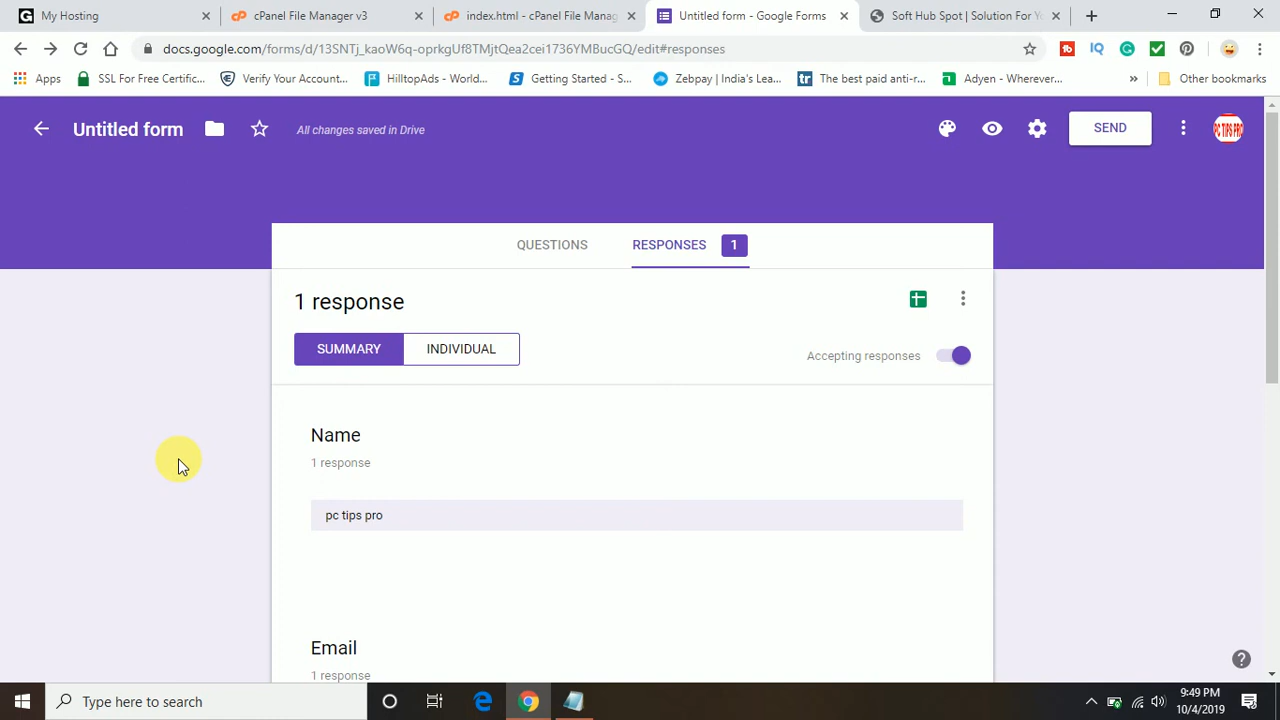 My Hosting
cPanel File Manager v3
index.html - cPanel File Manag
Untitled form - Google Forms
Soft Hub Spot | Solution For Yo
docs.google.com/forms/d/13SNTj_kaoW6q-oprkgUf8TMjtQea2cei1736YMBucGQ/edit#responses
Apps
SSL For Free Certific...
Verify Your Account...
HilltopAds - World...
Getting Started - S...
Zebpay | India's Lea...
The best paid anti-r...
Adyen - Wherever...
Other bookmarks
Untitled form
All changes saved in Drive
SEND
PC TIPS PRO
QUESTIONS
RESPONSES
1
1 response
SUMMARY
INDIVIDUAL
Accepting responses
Name
1 response
pc tips pro
Email
1 response
Type here to search
9:49 PM
10/4/2019